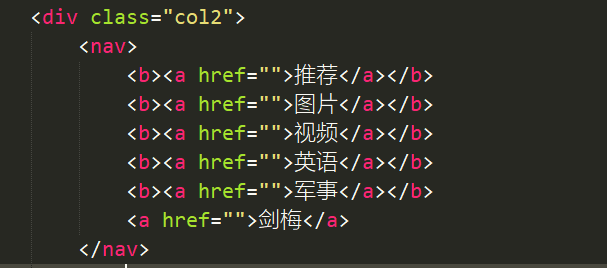 <div class="col2">
<nav>
<b><a href="">推荐</a></b>
<b><a href="">图片</a></b>
<b><a href="">视频</a></b>
<b><a href="">英语</a></b>
<b><a href="">军事</a></b>
<a href="">剑梅</a>
</nav>